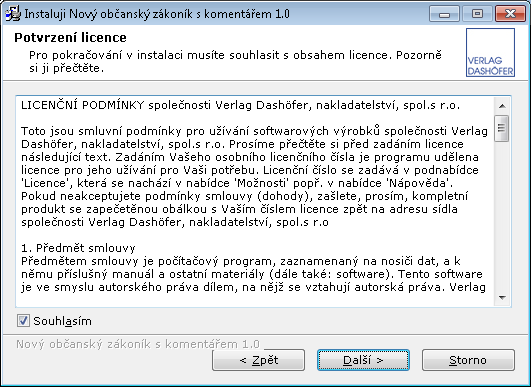 Instaluji Nový občanský zákoník s komentářem 1.0
Potvrzení licence
Pro pokračování v instalaci musíte souhlasit s obsahem licence. Pozorně
si ji přečtěte.
VERLAG
DASHÖFER
LICENČNÍ PODMÍNKY společnosti Verlag Dashöfer, nakladatelství, spol.s r.o.
Toto jsou smluvní podmínky pro užívání softwarových výrobků společnosti Verlag
Dashöfer, nakladatelství, spol.s r.o. Prosíme přečtěte si před zadáním licence
následující text. Zadáním Vašeho osobního licenčního čísla je programu udělena
licence pro jeho užívání pro Vaši potřebu. Licenční číslo se zadává v podnabídce
'Licence', která se nachází v nabídce 'Možnosti' popř. v nabídce 'Nápověda'.
Pokud neakceptujete podmínky smlouvy (dohody), zašlete, prosím, kompletní
produkt se zapečetěnou obálkou s Vaším číslem licence zpět na adresu sídla
společnosti Verlag Dashöfer, nakladatelství, spol.s r.o
1. Předmět smlouvy
Předmětem smlouvy je počítačový program, zaznamenaný na nosiči dat, a k
němu příslušný manuál a ostatní materiály (dále také: software). Tento software
je ve smyslu autorského práva dílem, na nějž se vztahují autorská práva. Verlag
Souhlasím
Nový občanský zákoník s komentářem 1.0
< Zpět
Další >
Storno